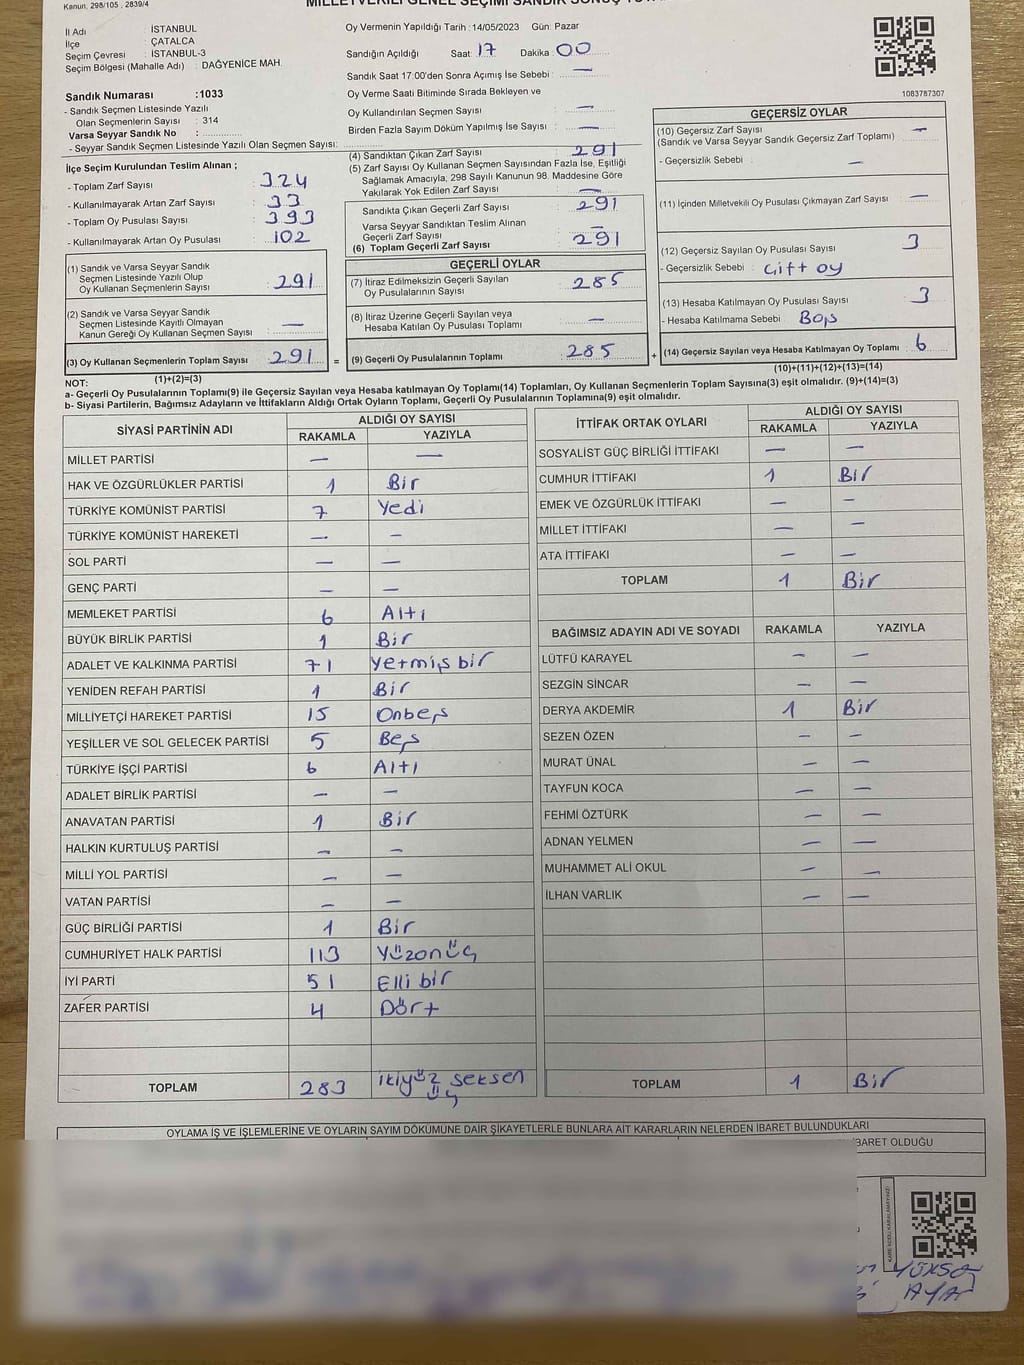 Kanun, 298/105 , 2839/4
İl Adı : İSTANBUL
İlçe : ÇATALCA
Seçim Çevresi : İSTANBUL-3
Seçim Bölgesi (Mahalle Adı) : DAĞYENİCE MAH.
Oy Vermenin Yapıldığı Tarih : 14/05/2023 Gün: Pazar
Sandığın Açıldığı Saat: 17 Dakika: 00
Sandık Saat 17:00'den Sonra Açımış İse Sebebi : —
Oy Verme Saati Bitiminde Sırada Bekleyen ve
Oy Kullandırılan Seçmen Sayısı : —
Birden Fazla Sayım Döküm Yapılmış İse Sayısı : —
1083787307
Sandık Numarası :1033
- Sandık Seçmen Listesinde Yazılı
Olan Seçmenlerin Sayısı : 314
Varsa Seyyar Sandık No :
- Seyyar Sandık Seçmen Listesinde Yazılı Olan Seçmen Sayısı:
İlçe Seçim Kurulundan Teslim Alınan ;
- Toplam Zarf Sayısı : 324
- Kullanılmayarak Artan Zarf Sayısı : 33
- Toplam Oy Pusulası Sayısı : 393
- Kullanılmayarak Artan Oy Pusulası : 102
(1) Sandık ve Varsa Seyyar Sandık
Seçmen Listesinde Yazılı Olup
Oy Kullanan Seçmenlerin Sayısı : 291
(2) Sandık ve Varsa Seyyar Sandık
Seçmen Listesinde Kayıtlı Olmayan
Kanun Gereği Oy Kullanan Seçmen Sayısı : —
(3) Oy Kullanan Seçmenlerin Toplam Sayısı : 291 =
(1)+(2)=(3)
(4) Sandıktan Çıkan Zarf Sayısı : 291
(5) Zarf Sayısı Oy Kullanan Seçmen Sayısından Fazla İse, Eşitliği
Sağlamak Amacıyla, 298 Sayılı Kanunun 98. Maddesine Göre
Yakılarak Yok Edilen Zarf Sayısı : —
Sandıkta Çıkan Geçerli Zarf Sayısı : 291
Varsa Seyyar Sandıktan Teslim Alınan
Geçerli Zarf Sayısı : —
(6) Toplam Geçerli Zarf Sayısı : 291
GEÇERLİ OYLAR
(7) İtiraz Edilmeksizin Geçerli Sayılan
Oy Pusulalarının Sayısı : 285
(8) İtiraz Üzerine Geçerli Sayılan veya
Hesaba Katılan Oy Pusulası Toplamı : —
(9) Geçerli Oy Pusulalarının Toplamı : 285 +
GEÇERSİZ OYLAR
(10) Geçersiz Zarf Sayısı : —
(Sandık ve Varsa Seyyar Sandık Geçersiz Zarf Toplamı)
- Geçersizlik Sebebi : —
(11) İçinden Milletvekili Oy Pusulası Çıkmayan Zarf Sayısı : —
(12) Geçersiz Sayılan Oy Pusulası Sayısı : 3
- Geçersizlik Sebebi : Çift oy
(13) Hesaba Katılmayan Oy Pusulası Sayısı : 3
- Hesaba Katılmama Sebebi : Boş
(14) Geçersiz Sayılan veya Hesaba Katılmayan Oy Toplamı : 6
(10)+(11)+(12)+(13)=(14)
NOT:
a- Geçerli Oy Pusulalarının Toplamı(9) ile Geçersiz Sayılan veya Hesaba katılmayan Oy Toplamı(14) Toplamları, Oy Kullanan Seçmenlerin Toplam Sayısına(3) eşit olmalıdır. (9)+(14)=(3)
b- Siyasi Partilerin, Bağımsız Adayların ve İttifakların Aldığı Ortak Oyların Toplamı, Geçerli Oy Pusulalarının Toplamına(9) eşit olmalıdır.
SİYASİ PARTİNİN ADI ALDIĞI OY SAYISI
RAKAMLA YAZIYLA
MİLLET PARTİSİ — —
HAK VE ÖZGÜRLÜKLER PARTİSİ 1 Bir
TÜRKİYE KOMÜNİST PARTİSİ 7 Yedi
TÜRKİYE KOMÜNİST HAREKETİ — —
SOL PARTİ — —
GENÇ PARTİ — —
MEMLEKET PARTİSİ 6 Altı
BÜYÜK BİRLİK PARTİSİ 1 Bir
ADALET VE KALKINMA PARTİSİ 71 Yetmiş bir
YENİDEN REFAH PARTİSİ 1 Bir
MİLLİYETÇİ HAREKET PARTİSİ 15 Onbeş
YEŞİLLER VE SOL GELECEK PARTİSİ 5 Beş
TÜRKİYE İŞÇİ PARTİSİ 6 Altı
ADALET BİRLİK PARTİSİ — —
ANAVATAN PARTİSİ 1 Bir
HALKIN KURTULUŞ PARTİSİ — —
MİLLİ YOL PARTİSİ — —
VATAN PARTİSİ — —
GÜÇ BİRLİĞİ PARTİSİ 1 Bir
CUMHURİYET HALK PARTİSİ 113 Yüzonüç
İYİ PARTİ 51 Elli bir
ZAFER PARTİSİ 4 Dört
TOPLAM 283 ikiyüz seksen
üç
İTTİFAK ORTAK OYLARI ALDIĞI OY SAYISI
RAKAMLA YAZIYLA
SOSYALİST GÜÇ BİRLİĞİ İTTİFAKI — —
CUMHUR İTTİFAKI 1 Bir
EMEK VE ÖZGÜRLÜK İTTİFAKI — —
MİLLET İTTİFAKI — —
ATA İTTİFAKI — —
TOPLAM 1 Bir
BAĞIMSIZ ADAYIN ADI VE SOYADI RAKAMLA YAZIYLA
LÜTFÜ KARAYEL — —
SEZGİN SİNCAR — —
DERYA AKDEMİR 1 Bir
SEZEN ÖZEN — —
MURAT ÜNAL — —
TAYFUN KOCA — —
FEHMİ ÖZTÜRK — —
ADNAN YELMEN — —
MUHAMMET ALİ OKUL — —
İLHAN VARLIK — —
TOPLAM 1 Bir
OYLAMA İŞ VE İŞLEMLERİNE VE OYLARIN SAYIM DÖKÜMÜNE DAİR ŞİKAYETLERLE BUNLARA AİT KARARLARIN NELERDEN İBARET BULUNDUKLARI
İBARET OLDUĞU